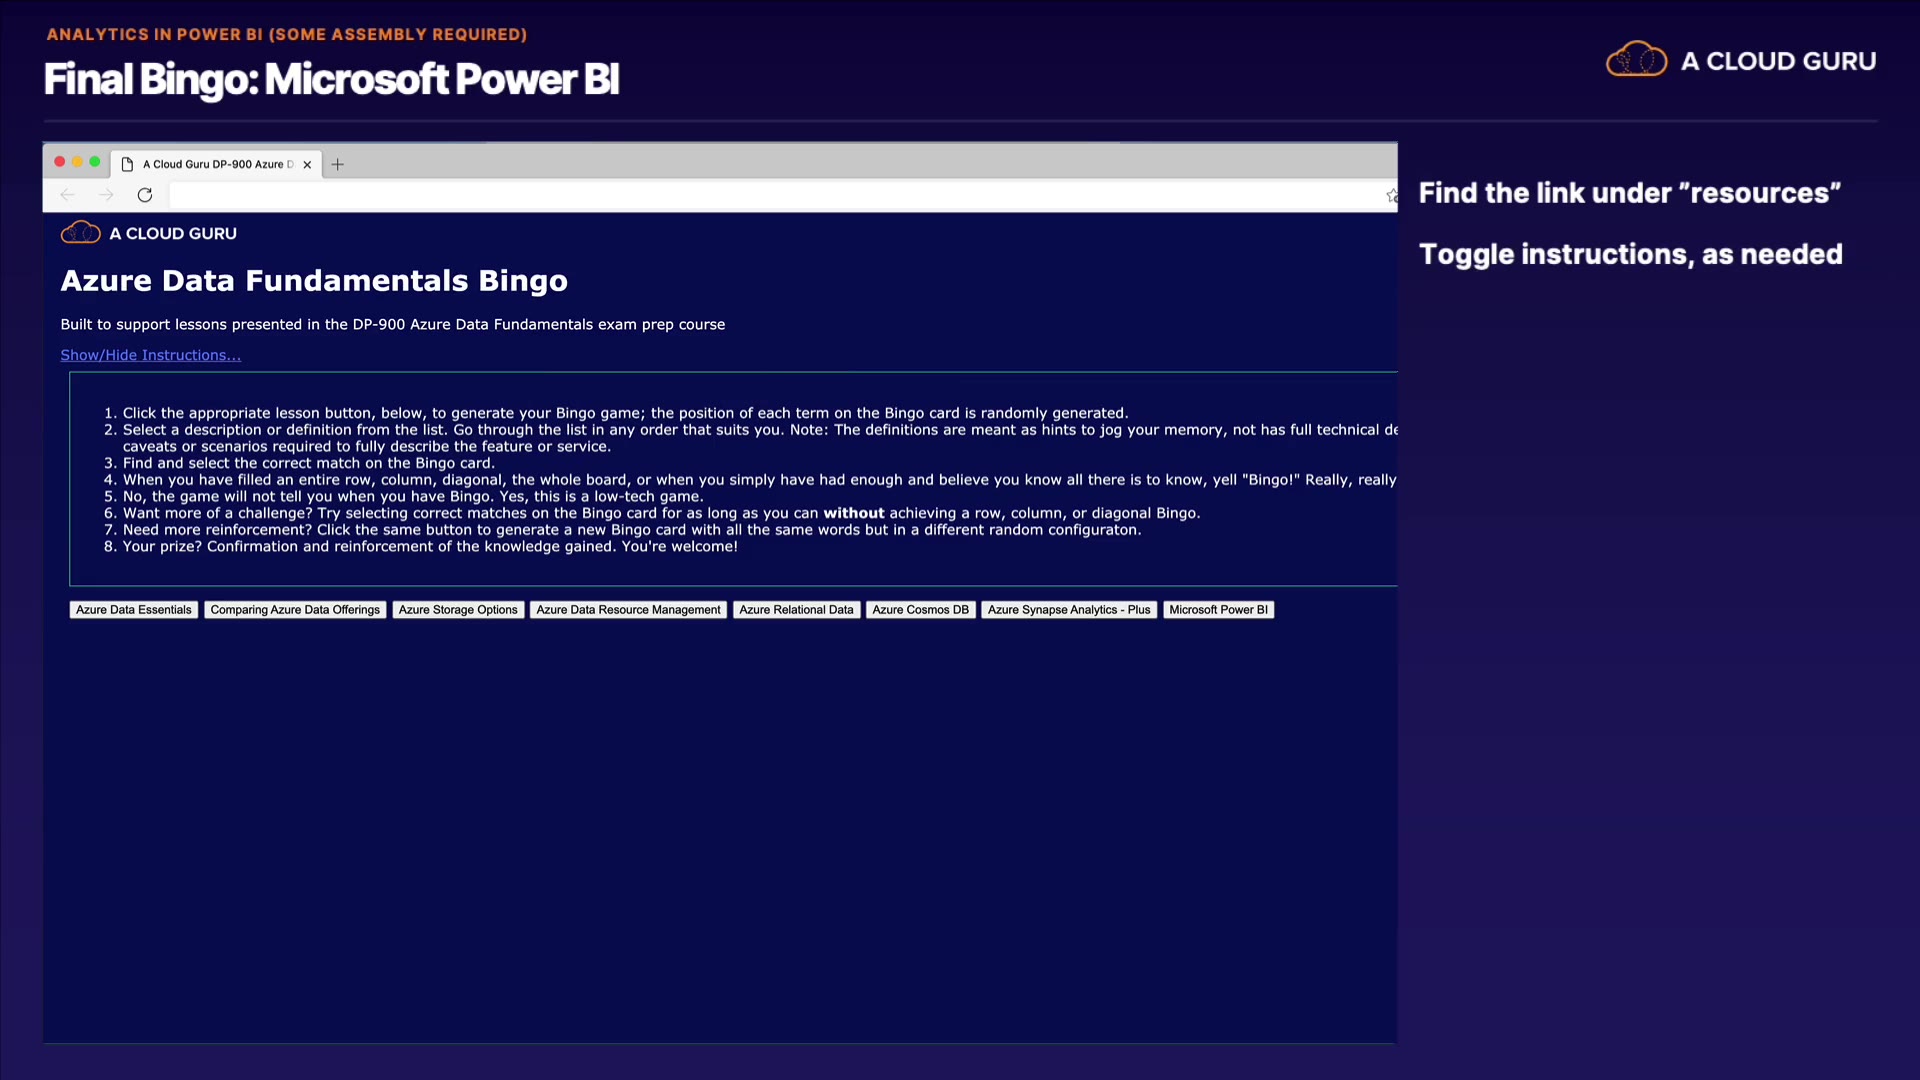 ANALYTICS IN POWER BI (SOME ASSEMBLY REQUIRED)
Final Bingo: Microsoft Power BI
A CLOUD GURU
A Cloud Guru DP-900 Azure D
A CLOUD GURU
Azure Data Fundamentals Bingo
Built to support lessons presented in the DP-900 Azure Data Fundamentals exam prep course
Show/Hide Instructions...
1. Click the appropriate lesson button, below, to generate your Bingo game; the position of each term on the Bingo card is randomly generated.
2. Select a description or definition from the list. Go through the list in any order that suits you. Note: The definitions are meant as hints to jog your memory, not has full technical de
caveats or scenarios required to fully describe the feature or service.
3. Find and select the correct match on the Bingo card.
4. When you have filled an entire row, column, diagonal, the whole board, or when you simply have had enough and believe you know all there is to know, yell "Bingo!" Really, really
5. No, the game will not tell you when you have Bingo. Yes, this is a low-tech game.
6. Want more of a challenge? Try selecting correct matches on the Bingo card for as long as you can without achieving a row, column, or diagonal Bingo.
7. Need more reinforcement? Click the same button to generate a new Bingo card with all the same words but in a different random configuraton.
8. Your prize? Confirmation and reinforcement of the knowledge gained. You're welcome!
Azure Data Essentials Comparing Azure Data Offerings Azure Storage Options Azure Data Resource Management Azure Relational Data Azure Cosmos DB Azure Synapse Analytics - Plus Microsoft Power BI
Find the link under "resources"
Toggle instructions, as needed